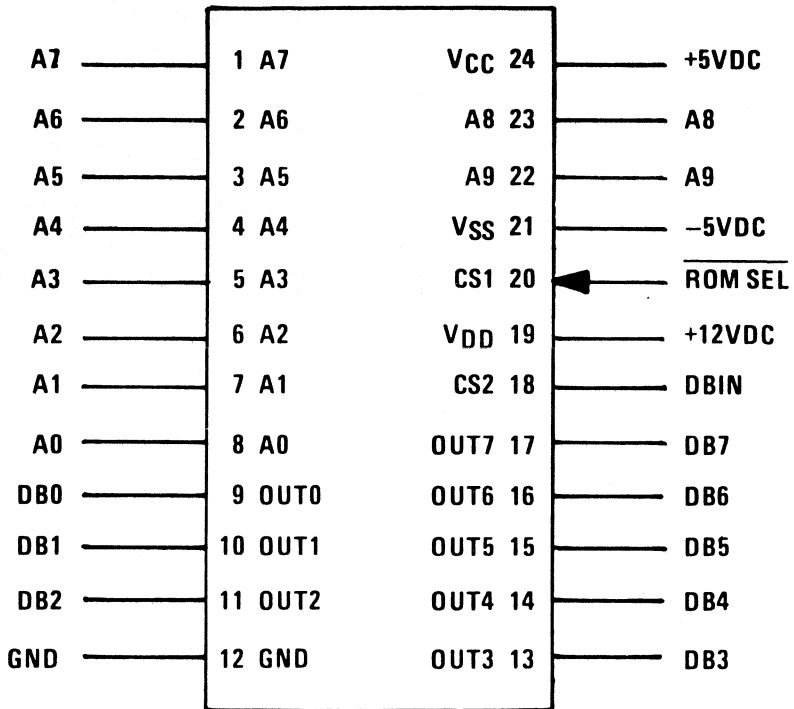 A7 1 A7 VCC 24 +5VDC
A6 2 A6 A8 23 A8
A5 3 A5 A9 22 A9
A4 4 A4 VSS 21 −5VDC
A3 5 A3 CS1 20 ROM SEL
A2 6 A2 VDD 19 +12VDC
A1 7 A1 CS2 18 DBIN
A0 8 A0 OUT7 17 DB7
DB0 9 OUT0 OUT6 16 DB6
DB1 10 OUT1 OUT5 15 DB5
DB2 11 OUT2 OUT4 14 DB4
GND 12 GND OUT3 13 DB3